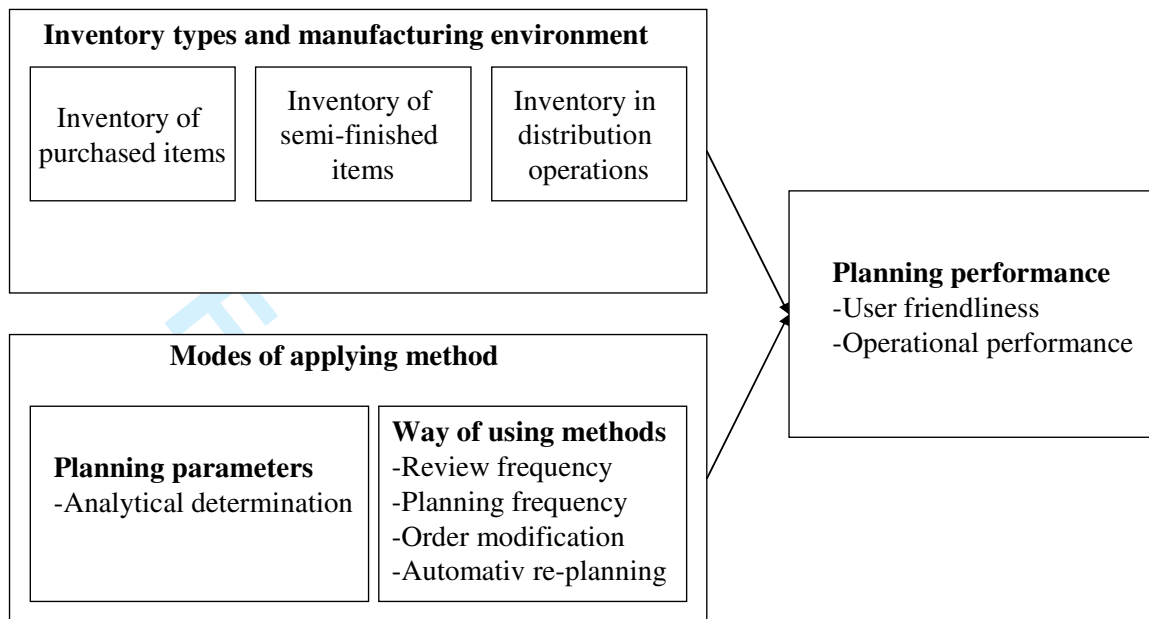 Inventory types and manufacturing environment
Inventory of
purchased items
Inventory of
semi-finished
items
Inventory in
distribution
operations
Planning performance
-User friendliness
-Operational performance
Modes of applying method
Planning parameters
-Analytical determination
Way of using methods
-Review frequency
-Planning frequency
-Order modification
-Automativ re-planning